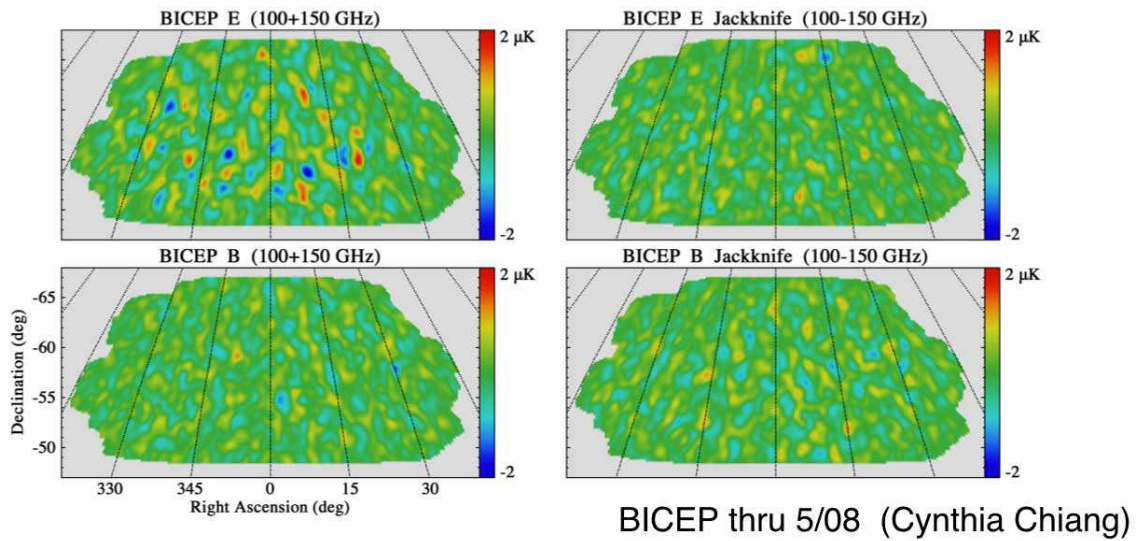 BICEP E (100+150 GHz)
2 µK
-2
BICEP E Jackknife (100-150 GHz)
2 µK
-2
BICEP B (100+150 GHz)
2 µK
-2
-65
-60
-55
-50
Declination (deg)
330 345 0 15 30
Right Ascension (deg)
BICEP B Jackknife (100-150 GHz)
2 µK
-2
BICEP thru 5/08 (Cynthia Chiang)